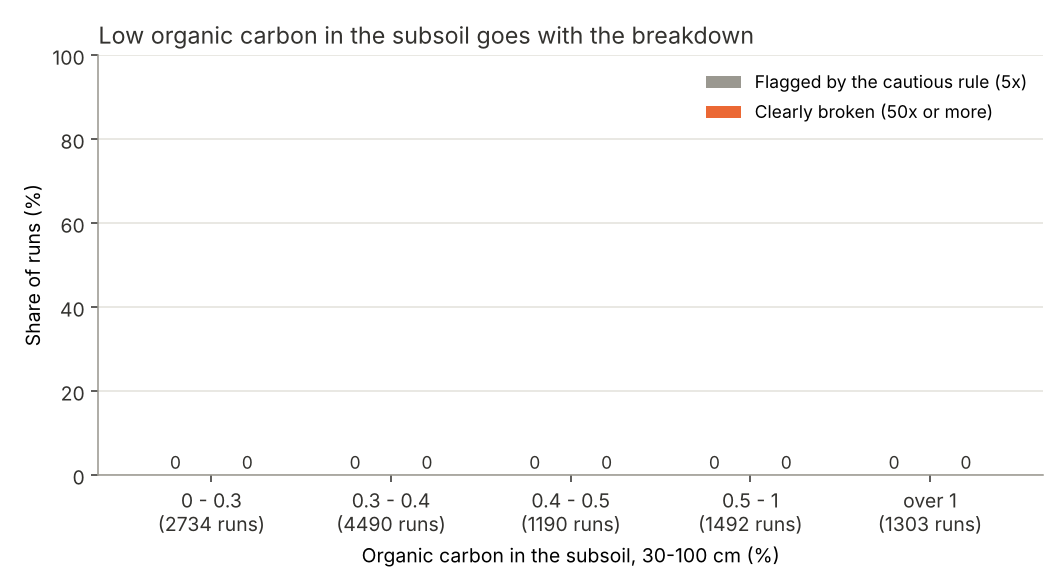 Low organic carbon in the subsoil goes with the breakdown
100
80
60
40
20
0
Share of runs (%)
Flagged by the cautious rule (5x)
Clearly broken (50x or more)
0 0 0 0 0 0 0 0 0 0
0 - 0.3 0.3 - 0.4 0.4 - 0.5 0.5 - 1 over 1
(2734 runs) (4490 runs) (1190 runs) (1492 runs) (1303 runs)
Organic carbon in the subsoil, 30-100 cm (%)